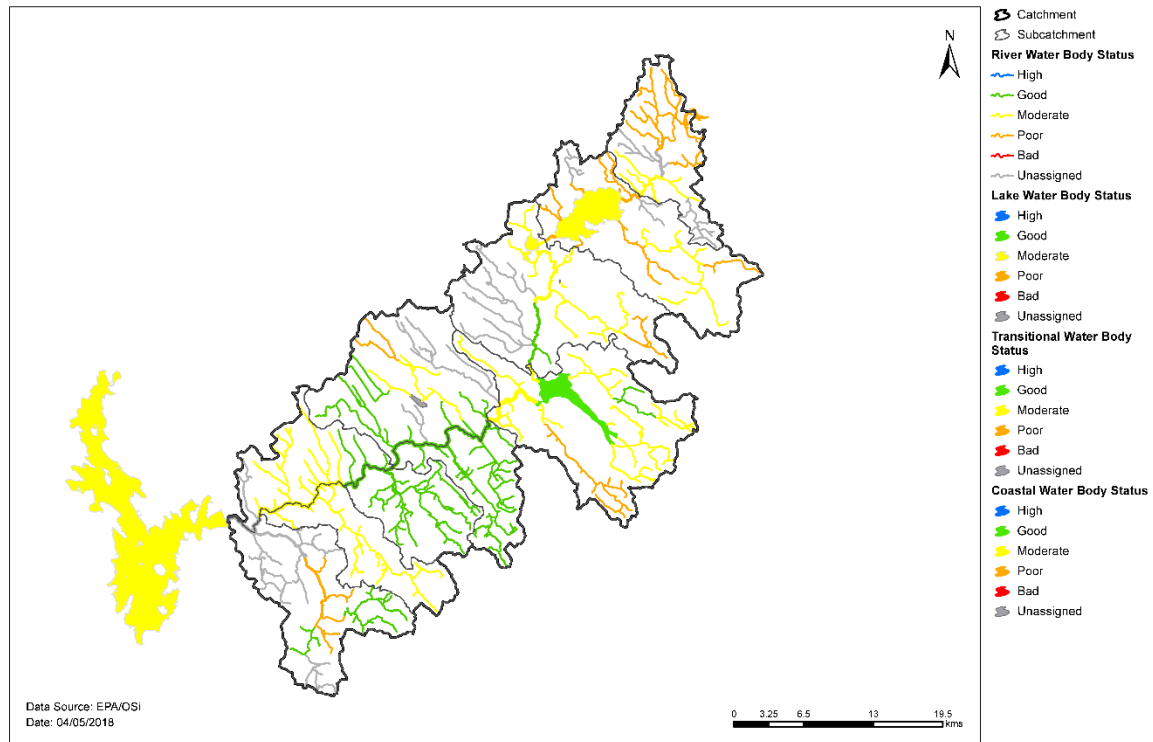 N
Catchment
Subcatchment
River Water Body Status
High
Good
Moderate
Poor
Bad
Unassigned
Lake Water Body Status
High
Good
Moderate
Poor
Bad
Unassigned
Transitional Water Body
Status
High
Good
Moderate
Poor
Bad
Unassigned
Coastal Water Body Status
High
Good
Moderate
Poor
Bad
Unassigned
Data Source: EPA/OSi
Date: 04/05/2018
0 3.25 6.5 13 19.5
kms